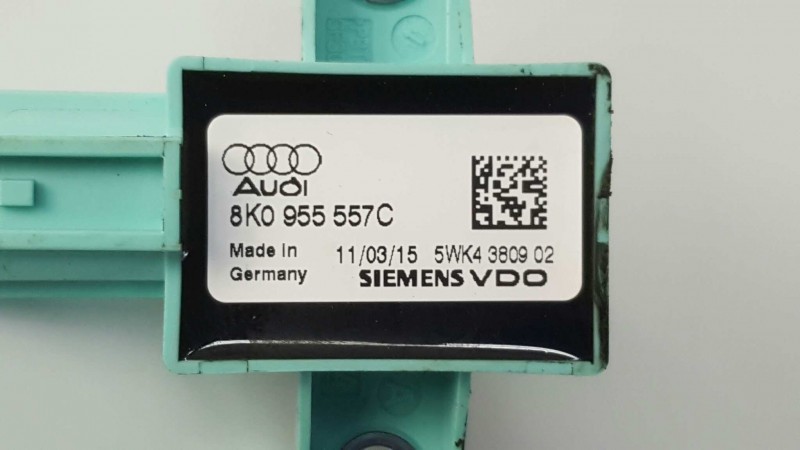 AUDI
8K0 955 557C
Made in
Germany
11/03/15 5WK4 3809 02
SIEMENS VDO